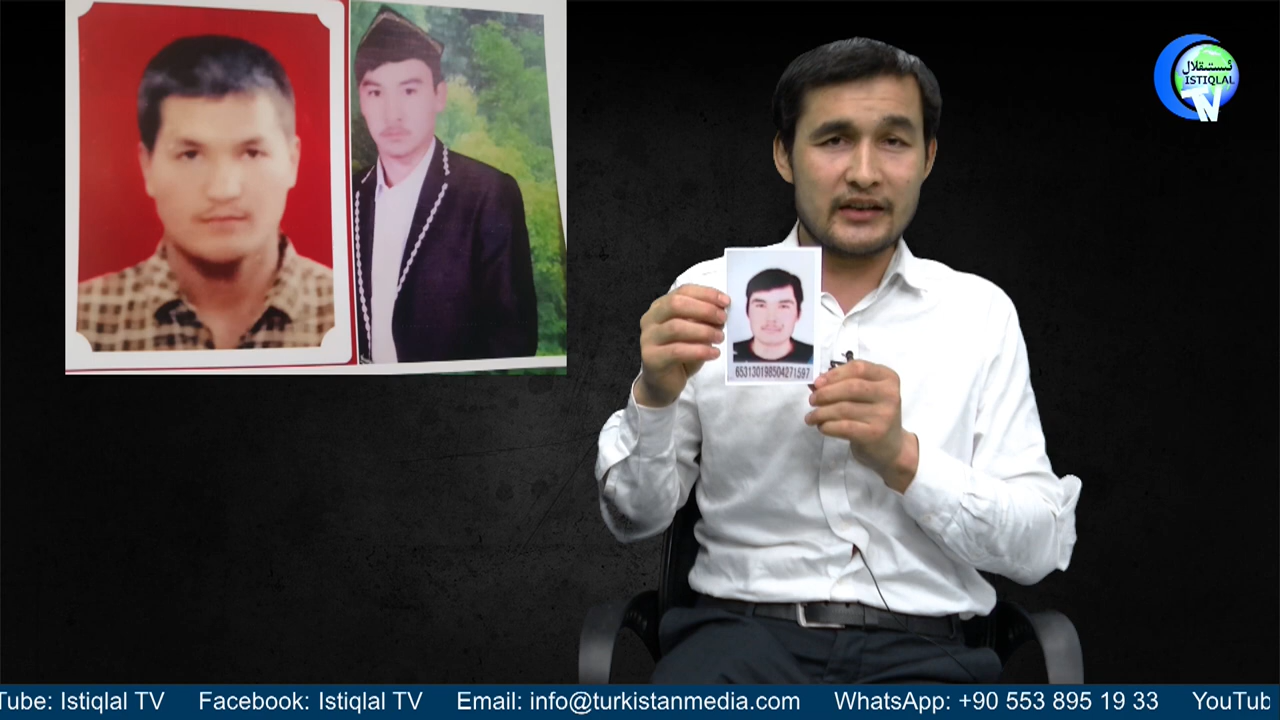 ئىستىقلال
ISTIQLAL
TV
653130198504271597
Tube: Istiqlal TV Facebook: Istiqlal TV Email: info@turkistanmedia.com WhatsApp: +90 553 895 19 33 YouTub